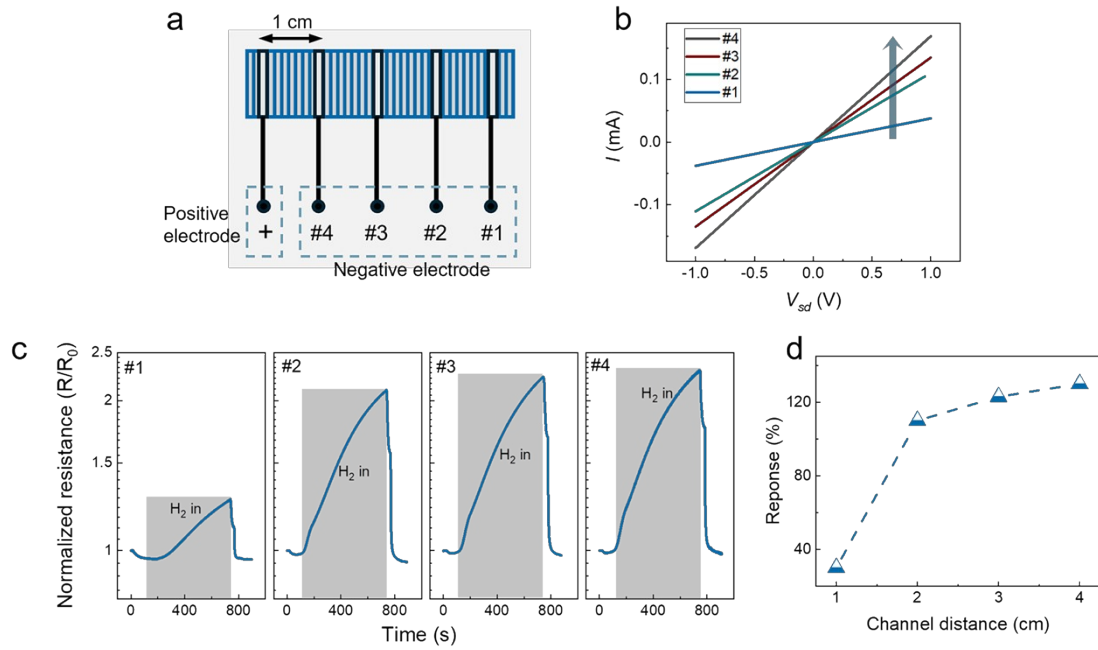 a
1 cm
Positive
electrode
+
#4 #3 #2 #1
Negative electrode
b
#4
#3
#2
#1
0.1
0.0
-0.1
I (mA)
-1.0 -0.5 0.0 0.5 1.0
V_sd (V)
c
Normalized resistance (R/R₀)
2.5
2
1.5
1
#1
H₂ in
0 400 800
#2
H₂ in
0 400 800
#3
H₂ in
0 400 800
#4
H₂ in
0 400 800
Time (s)
d
Reponse (%)
120
80
40
1 2 3 4
Channel distance (cm)